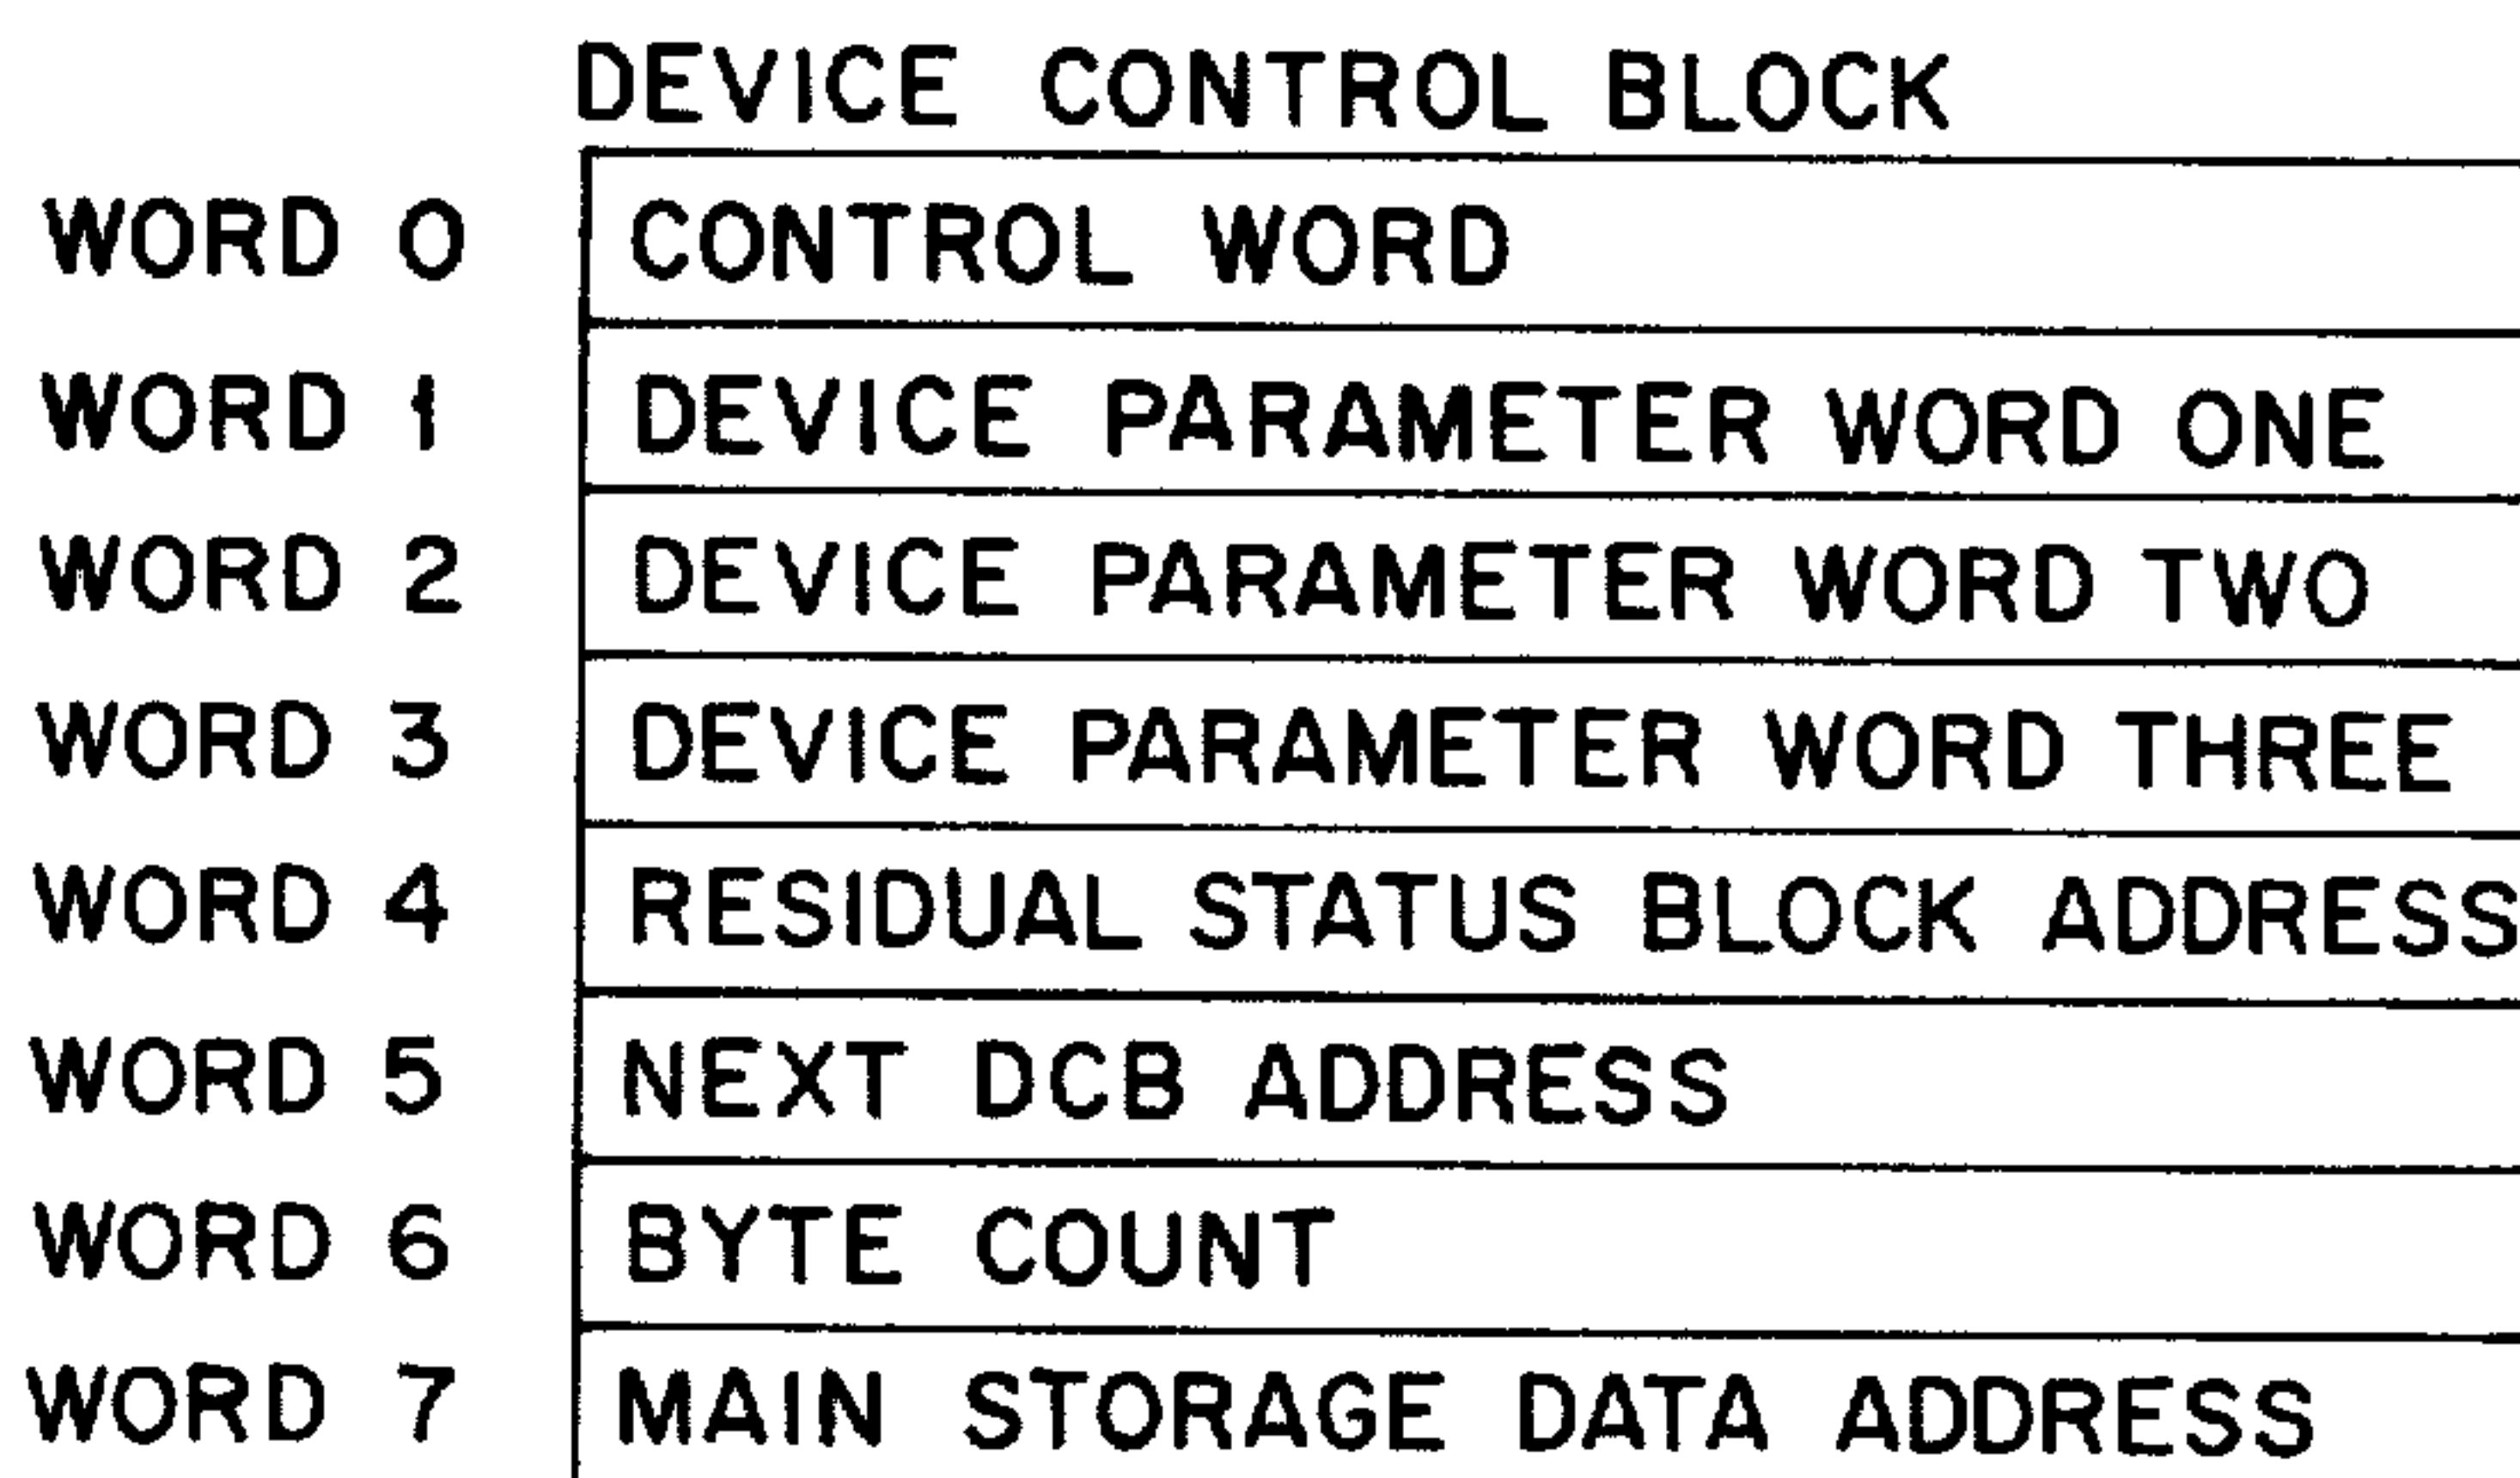 DEVICE CONTROL BLOCK
WORD 0 CONTROL WORD
WORD 1 DEVICE PARAMETER WORD ONE
WORD 2 DEVICE PARAMETER WORD TWO
WORD 3 DEVICE PARAMETER WORD THREE
WORD 4 RESIDUAL STATUS BLOCK ADDRESS
WORD 5 NEXT DCB ADDRESS
WORD 6 BYTE COUNT
WORD 7 MAIN STORAGE DATA ADDRESS